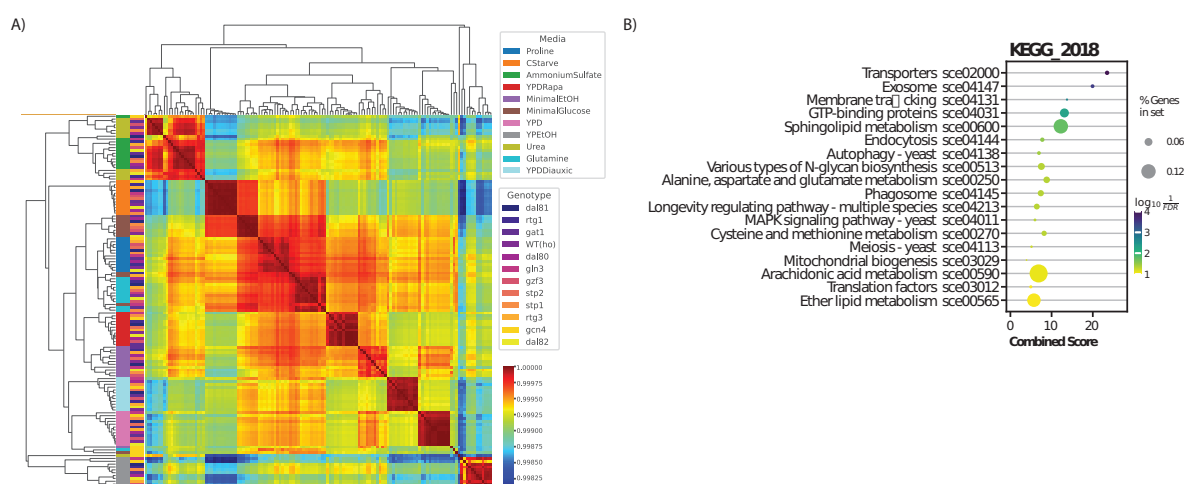 A)
Media
Proline
CStarve
AmmoniumSulfate
YPDRapa
MinimalEtOH
MinimalGlucose
YPD
YPEtOH
Urea
Glutamine
YPDDiauxic
Genotype
dal81
rtg1
gat1
WT(ho)
dal80
gln3
gzf3
stp2
stp1
rtg3
gcn4
dal82
1.00000
0.99975
0.99950
0.99925
0.99900
0.99875
0.99850
0.99825
B)
KEGG_2018
Transporters sce02000
Exosome sce04147
Membrane tra▯cking sce04131
GTP-binding proteins sce04031
Sphingolipid metabolism sce00600
Endocytosis sce04144
Autophagy - yeast sce04138
Various types of N-glycan biosynthesis sce00513
Alanine, aspartate and glutamate metabolism sce00250
Phagosome sce04145
Longevity regulating pathway - multiple species sce04213
MAPK signaling pathway - yeast sce04011
Cysteine and methionine metabolism sce00270
Meiosis - yeast sce04113
Mitochondrial biogenesis sce03029
Arachidonic acid metabolism sce00590
Translation factors sce03012
Ether lipid metabolism sce00565
0 10 20
Combined Score
% Genes
in set
0.06
0.12
log10 1/FDR
4
3
2
1